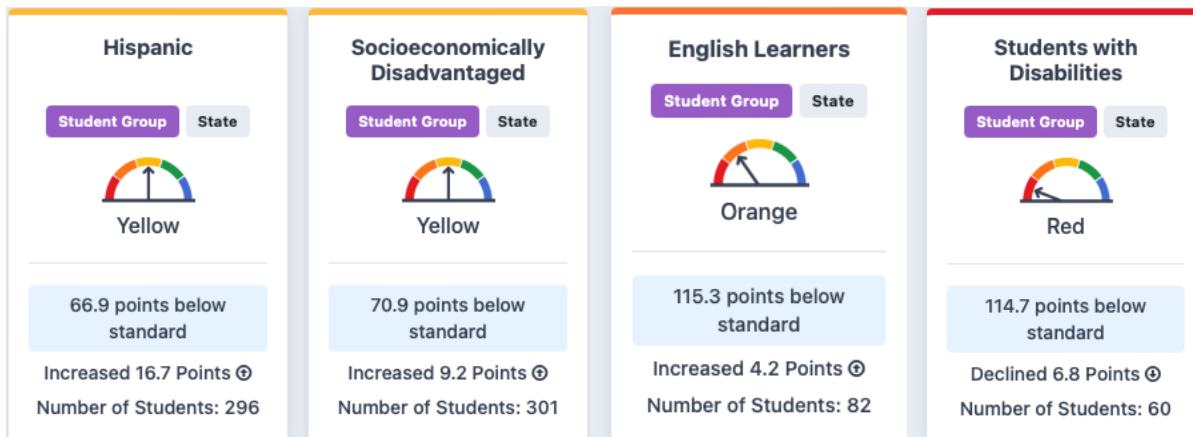 Hispanic
Student Group
State
Yellow
66.9 points below
standard
Increased 16.7 Points
Number of Students: 296
Socioeconomically
Disadvantaged
Student Group
State
Yellow
70.9 points below
standard
Increased 9.2 Points
Number of Students: 301
English Learners
Student Group
State
Orange
115.3 points below
standard
Increased 4.2 Points
Number of Students: 82
Students with
Disabilities
Student Group
State
Red
114.7 points below
standard
Declined 6.8 Points
Number of Students: 60